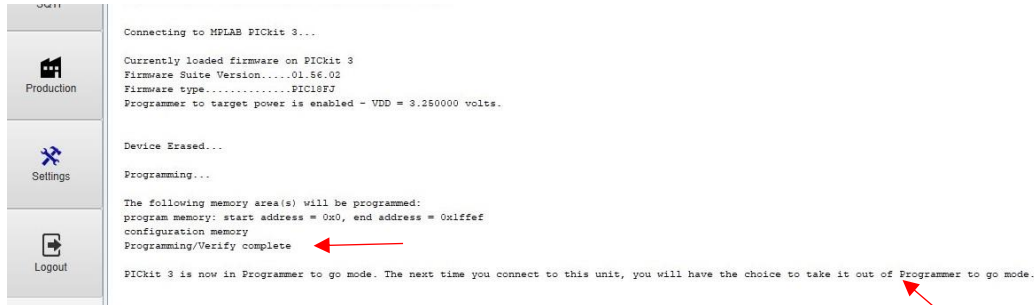 Connecting to MPLAB PICkit 3...
Currently loaded firmware on PICkit 3
Firmware Suite Version.....01.56.02
Firmware type..............PIC18FJ
Programmer to target power is enabled - VDD = 3.250000 volts.
Device Erased...
Programming...
The following memory area(s) will be programmed:
program memory: start address = 0x0, end address = 0x1ffef
configuration memory
Programming/Verify complete
PICkit 3 is now in Programmer to go mode. The next time you connect to this unit, you will have the choice to take it out of Programmer to go mode.
Production
Settings
Logout